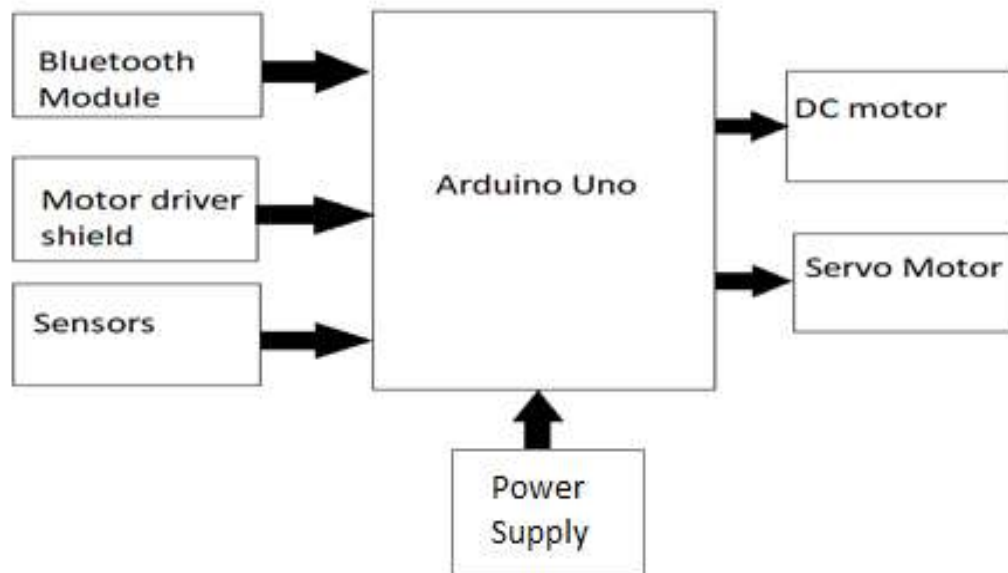 Bluetooth
Module
Motor driver
shield
Sensors
Arduino Uno
DC motor
Servo Motor
Power
Supply